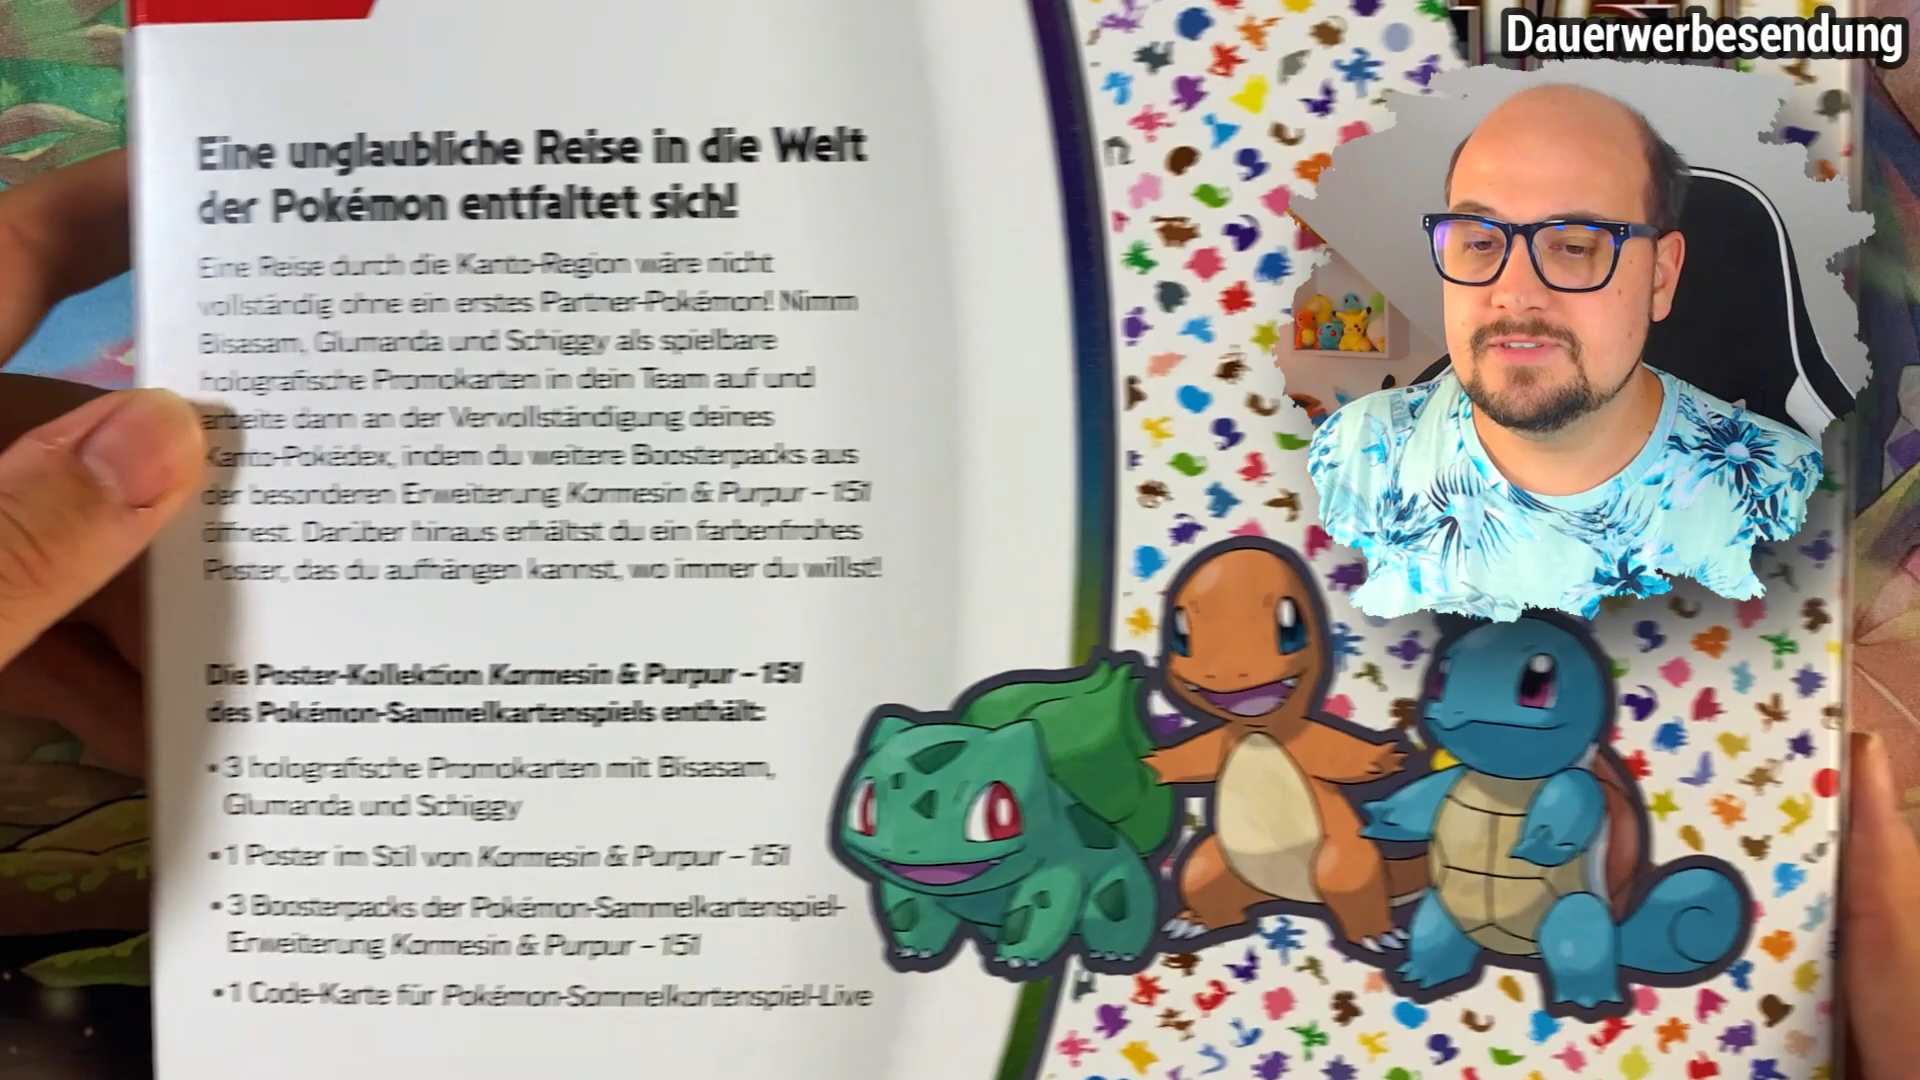 Dauerwerbesendung
Eine unglaubliche Reise in die Welt
der Pokémon entfaltet sich!
Eine Reise durch die Kanto-Region wäre nicht
vollständig ohne ein erstes Partner-Pokémon! Nimm
Bisasam, Glumanda und Schiggy als spielbare
holografische Promokarten in dein Team auf und
arbeite dann an der Vervollständigung deines
Kanto-Pokédex, indem du weitere Boosterpacks aus
der besonderen Erweiterung Karmesin & Purpur – 151
öffnest. Darüber hinaus erhältst du ein farbenfrohes
Poster, das du aufhängen kannst, wo immer du willst!
Die Poster-Kollektion Karmesin & Purpur – 151
des Pokémon-Sammelkartenspiels enthält:
• 3 holografische Promokarten mit Bisasam,
Glumanda und Schiggy
• 1 Poster im Stil von Karmesin & Purpur – 151
• 3 Boosterpacks der Pokémon-Sammelkartenspiel-
Erweiterung Karmesin & Purpur – 151
• 1 Code-Karte für Pokémon-Sammelkartenspiel-Live